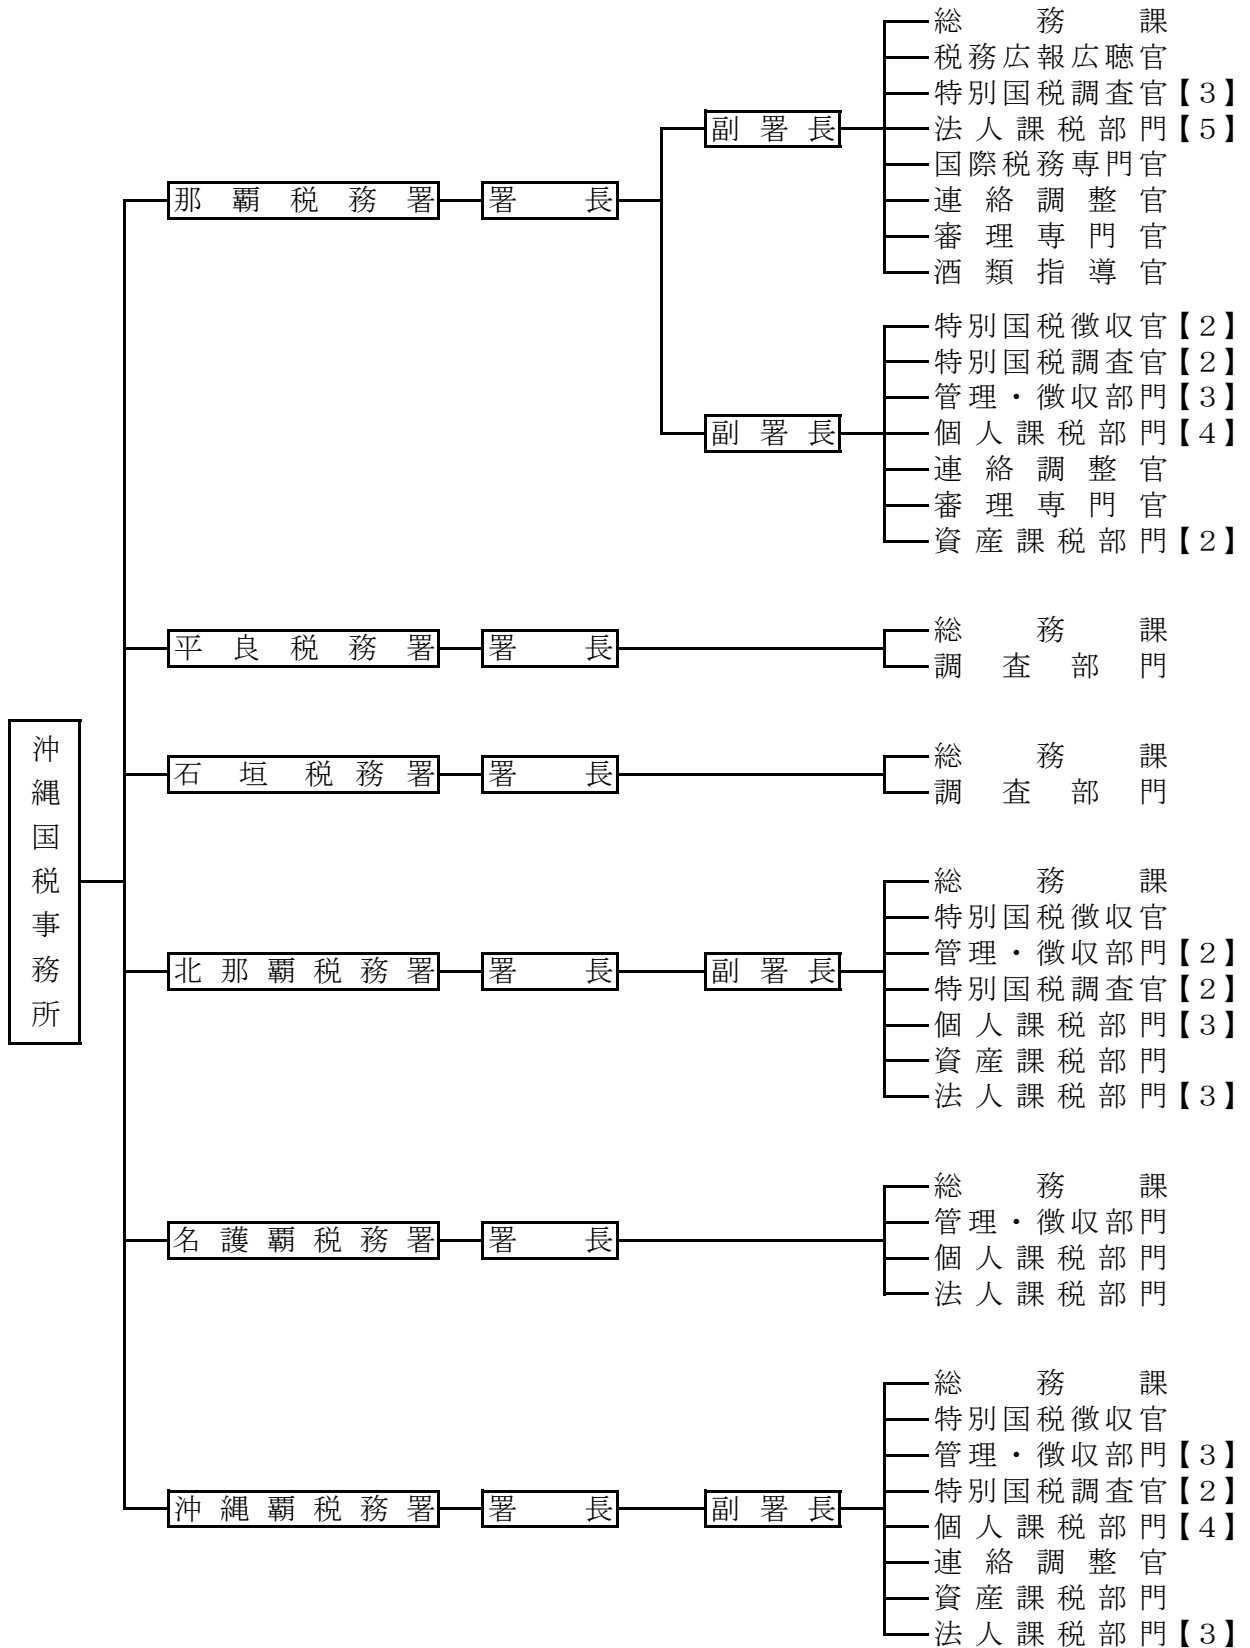 沖縄国税事務所
那覇税務署
署長
副署長
総務課
税務広報広聴官
特別国税調査官【3】
法人課税部門【5】
国際税務専門官
連絡調整官
審理専門官
酒類指導官
副署長
特別国税徴収官【2】
特別国税調査官【2】
管理・徴収部門【3】
個人課税部門【4】
連絡調整官
審理専門官
資産課税部門【2】
平良税務署
署長
総務課
調査部門
石垣税務署
署長
総務課
調査部門
北那覇税務署
署長
副署長
総務課
特別国税徴収官
管理・徴収部門【2】
特別国税調査官【2】
個人課税部門【3】
資産課税部門
法人課税部門【3】
名護覇税務署
署長
総務課
管理・徴収部門
個人課税部門
法人課税部門
沖縄覇税務署
署長
副署長
総務課
特別国税徴収官
管理・徴収部門【3】
特別国税調査官【2】
個人課税部門【4】
連絡調整官
資産課税部門
法人課税部門【3】